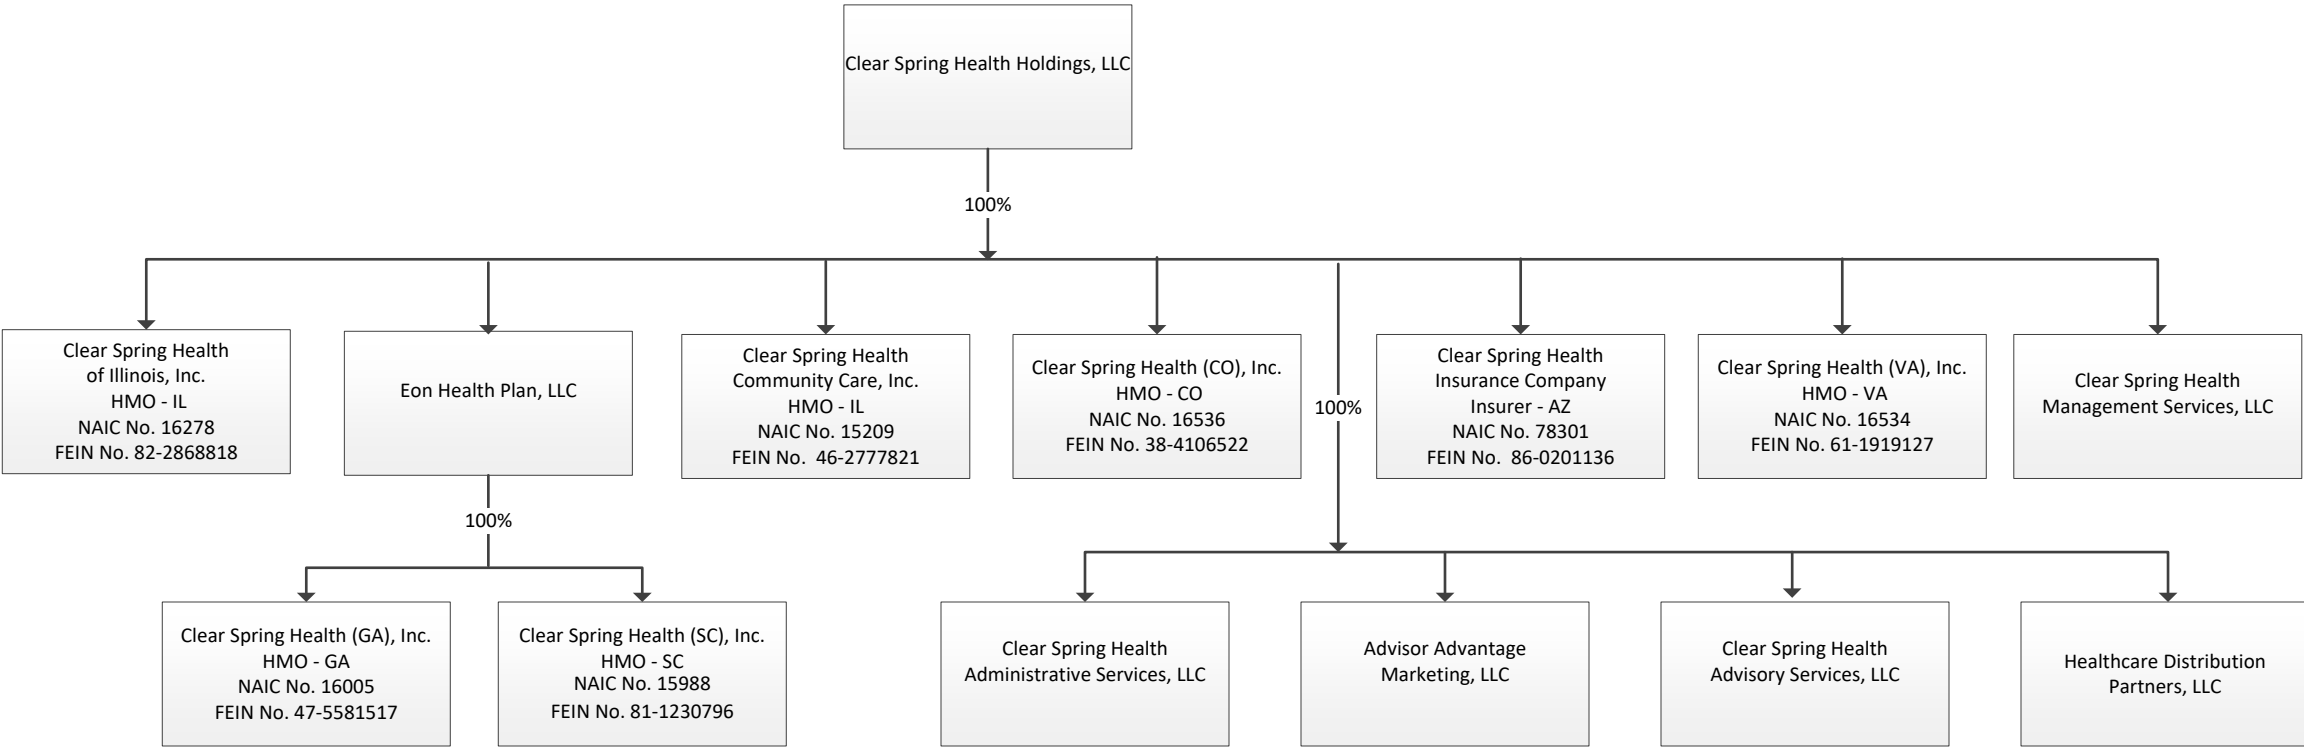 Clear Spring Health Holdings, LLC
100%
Clear Spring Health
of Illinois, Inc.
HMO - IL
NAIC No. 16278
FEIN No. 82-2868818
Eon Health Plan, LLC
Clear Spring Health
Community Care, Inc.
HMO - IL
NAIC No. 15209
FEIN No. 46-2777821
Clear Spring Health (CO), Inc.
HMO - CO
NAIC No. 16536
FEIN No. 38-4106522
100%
Clear Spring Health
Insurance Company
Insurer - AZ
NAIC No. 78301
FEIN No. 86-0201136
Clear Spring Health (VA), Inc.
HMO - VA
NAIC No. 16534
FEIN No. 61-1919127
Clear Spring Health
Management Services, LLC
100%
Clear Spring Health (GA), Inc.
HMO - GA
NAIC No. 16005
FEIN No. 47-5581517
Clear Spring Health (SC), Inc.
HMO - SC
NAIC No. 15988
FEIN No. 81-1230796
Clear Spring Health
Administrative Services, LLC
Advisor Advantage
Marketing, LLC
Clear Spring Health
Advisory Services, LLC
Healthcare Distribution
Partners, LLC